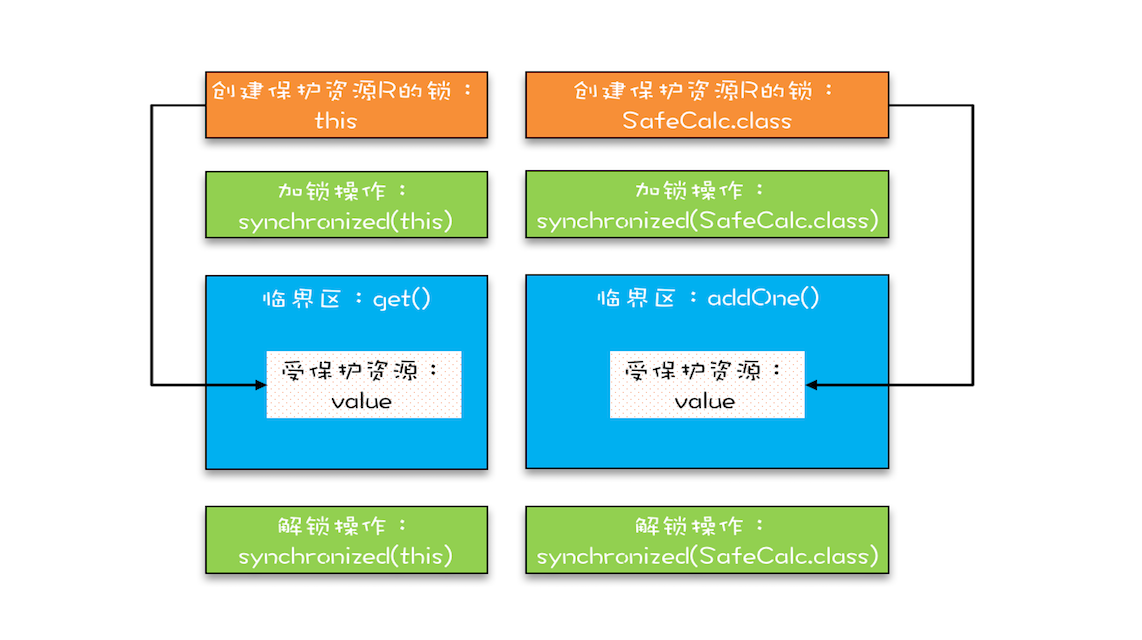 创建保护资源R的锁：
this
加锁操作：
synchronized(this)
临界区：get()
受保护资源：
value
解锁操作：
synchronized(this)
创建保护资源R的锁：
SafeCalc.class
加锁操作：
synchronized(SafeCalc.class)
临界区：addOne()
受保护资源：
value
解锁操作：
synchronized(SafeCalc.class)